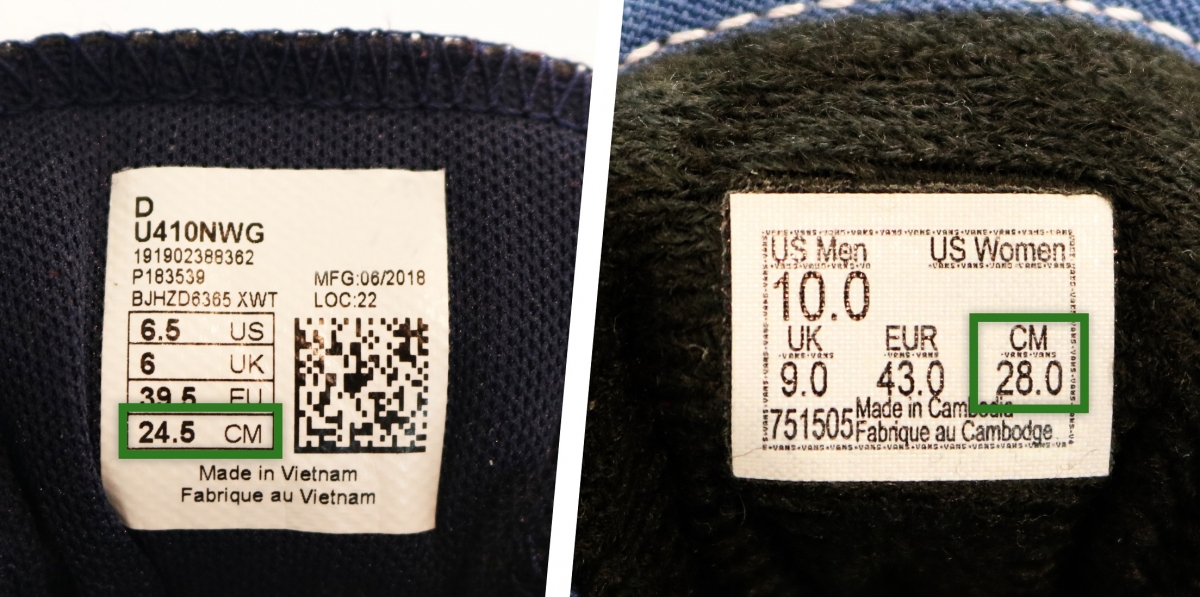 D
U410NWG
191902388362
P183539 MFG:06/2018
BJHZD6365 XWT LOC:22
6.5 US
6 UK
39.5 EU
24.5 CM
Made in Vietnam
Fabrique au Vietnam
US Men US Women
10.0
UK EUR CM
9.0 43.0 28.0
751505 Made in Cambodia
Fabrique au Cambodge